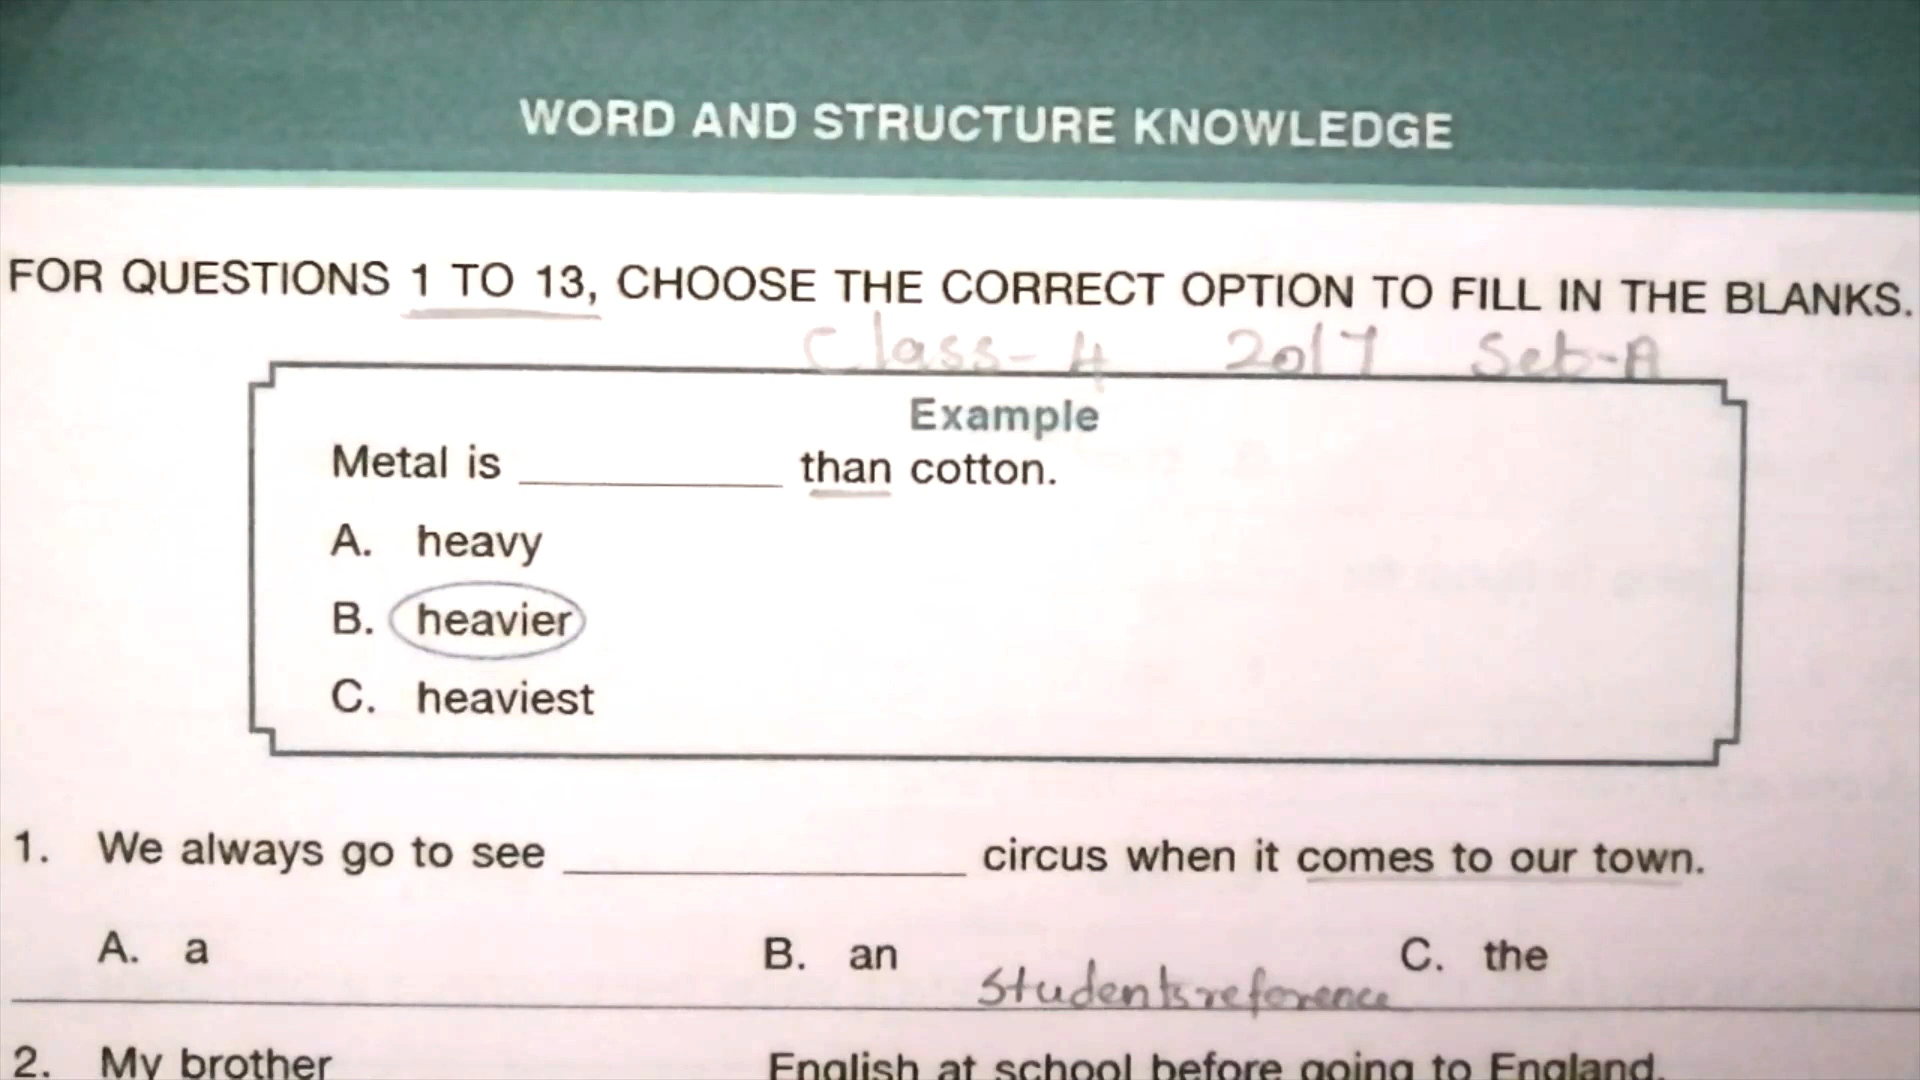 WORD AND STRUCTURE KNOWLEDGE
FOR QUESTIONS 1 TO 13, CHOOSE THE CORRECT OPTION TO FILL IN THE BLANKS.
Class-4 2017 Set-A
Example
Metal is __________ than cotton.
A. heavy
B. heavier
C. heaviest
1. We always go to see __________ circus when it comes to our town.
A. a B. an C. the
Students reference
2. My brother English at school before going to England.